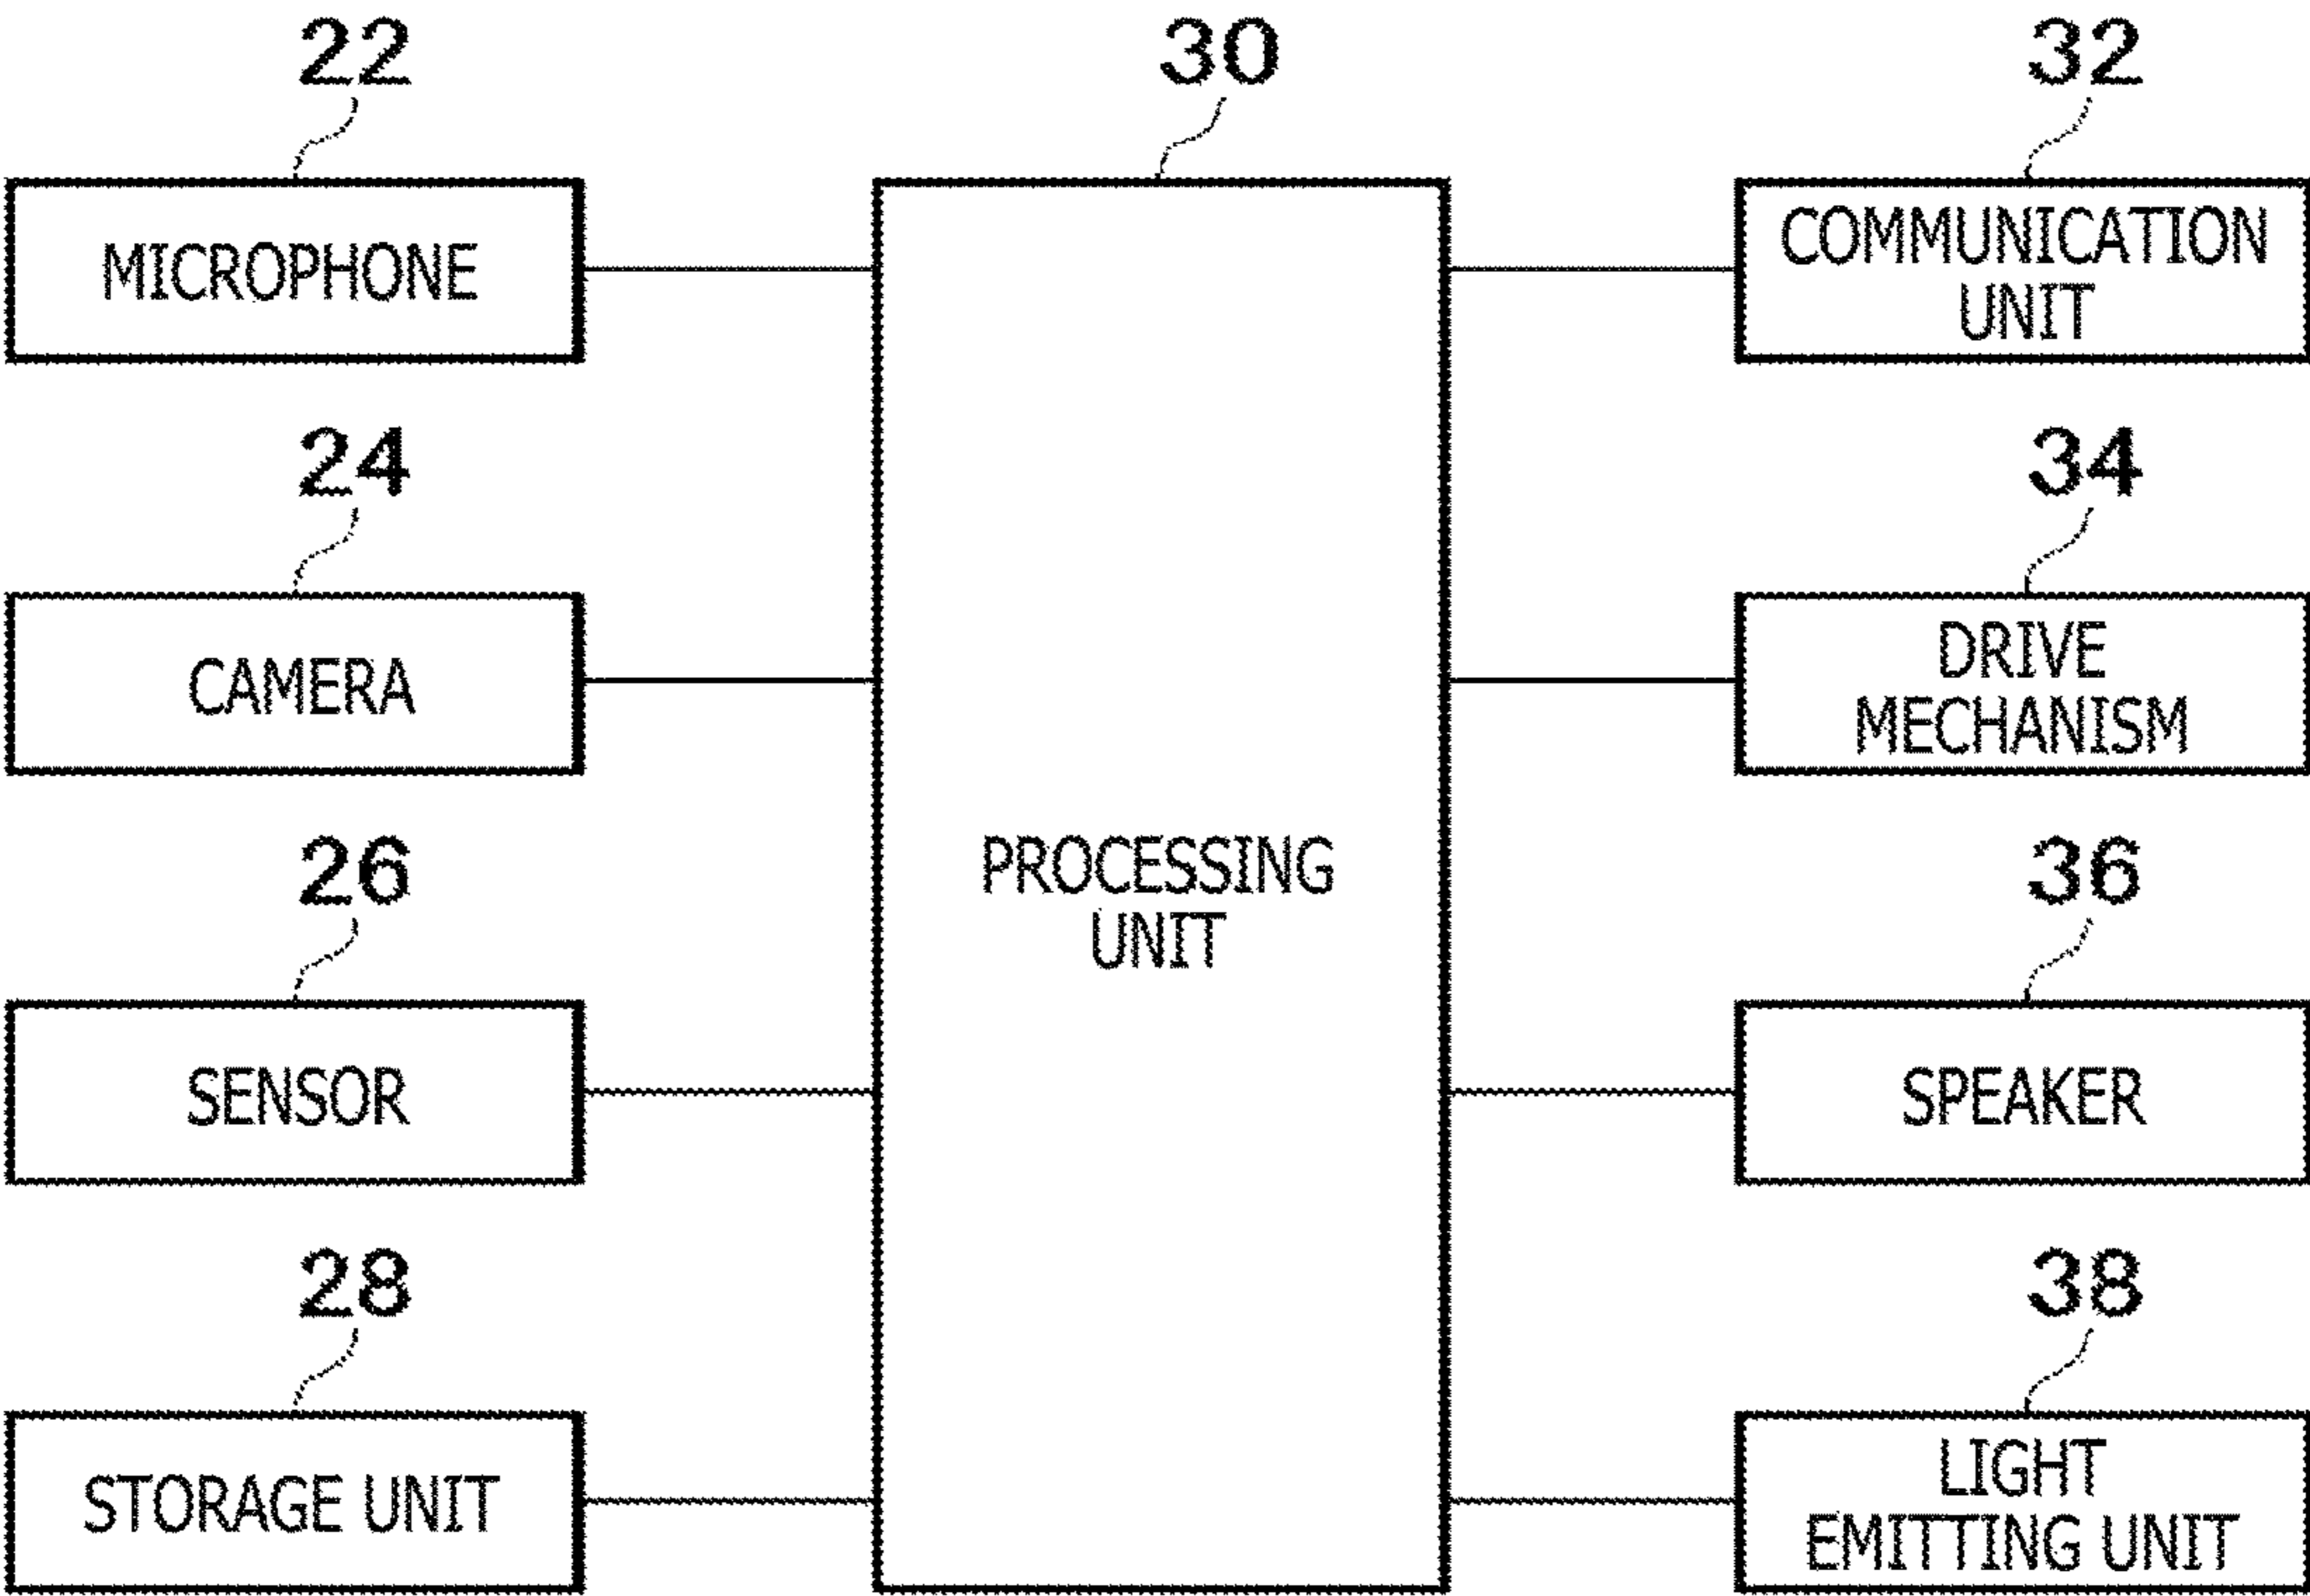 22
30
32
MICROPHONE
COMMUNICATION
UNIT
24
34
CAMERA
DRIVE
MECHANISM
PROCESSING
UNIT
26
36
SENSOR
SPEAKER
28
38
STORAGE UNIT
LIGHT
EMITTING UNIT